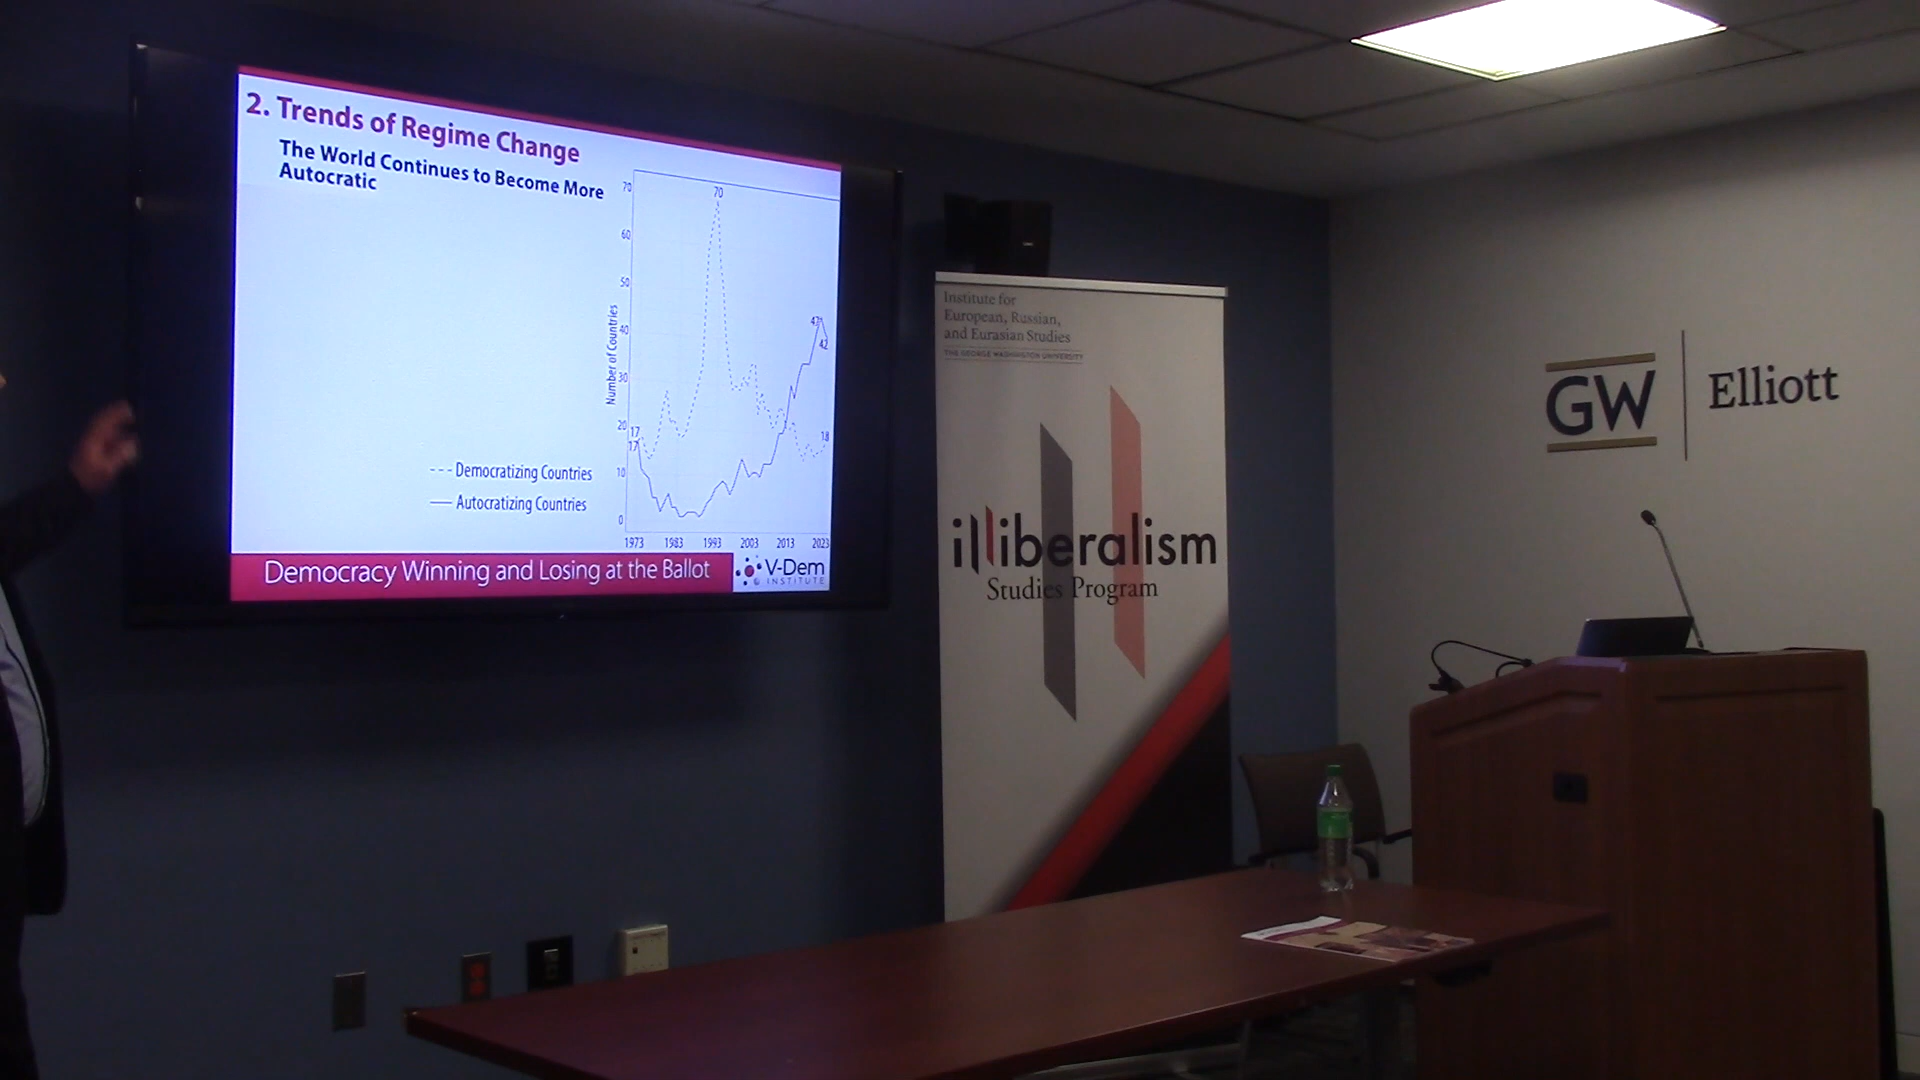 2. Trends of Regime Change
The World Continues to Become More
Autocratic
70
60
50
40
30
20
10
0
Number of Countries
70
47
42
17
17
18
--- Democratizing Countries
— Autocratizing Countries
1973 1983 1993 2003 2013 2023
Democracy Winning and Losing at the Ballot
V-Dem
INSTITUTE
Institute for
European, Russian,
and Eurasian Studies
THE GEORGE WASHINGTON UNIVERSITY
illiberalism
Studies Program
GW
Elliott